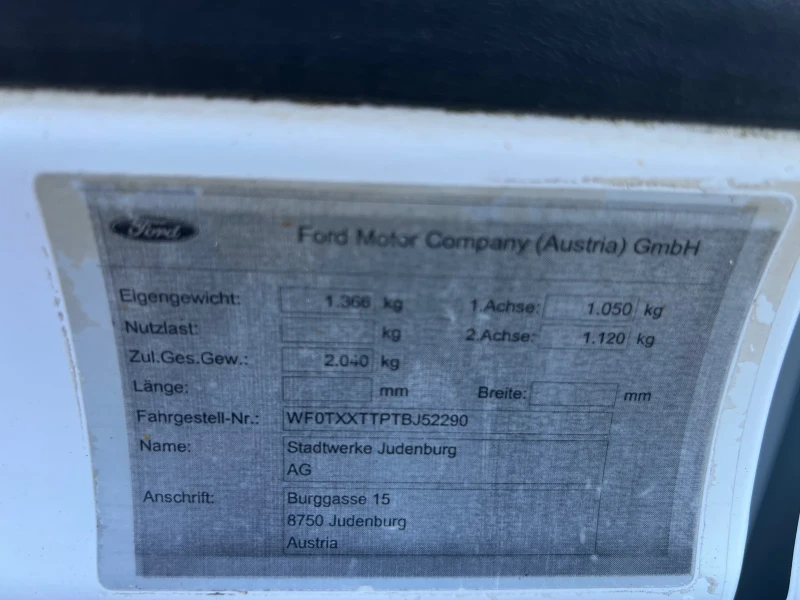 Ford
Ford Motor Company (Austria) GmbH
Eigengewicht: 1.366 kg 1.Achse: 1.050 kg
Nutzlast: kg 2.Achse: 1.120 kg
Zul.Ges.Gew.: 2.040 kg
Länge: mm Breite: mm
Fahrgestell-Nr.: WF0TXXTTPTBJ52290
Name: Stadtwerke Judenburg
AG
Anschrift: Burggasse 15
8750 Judenburg
Austria